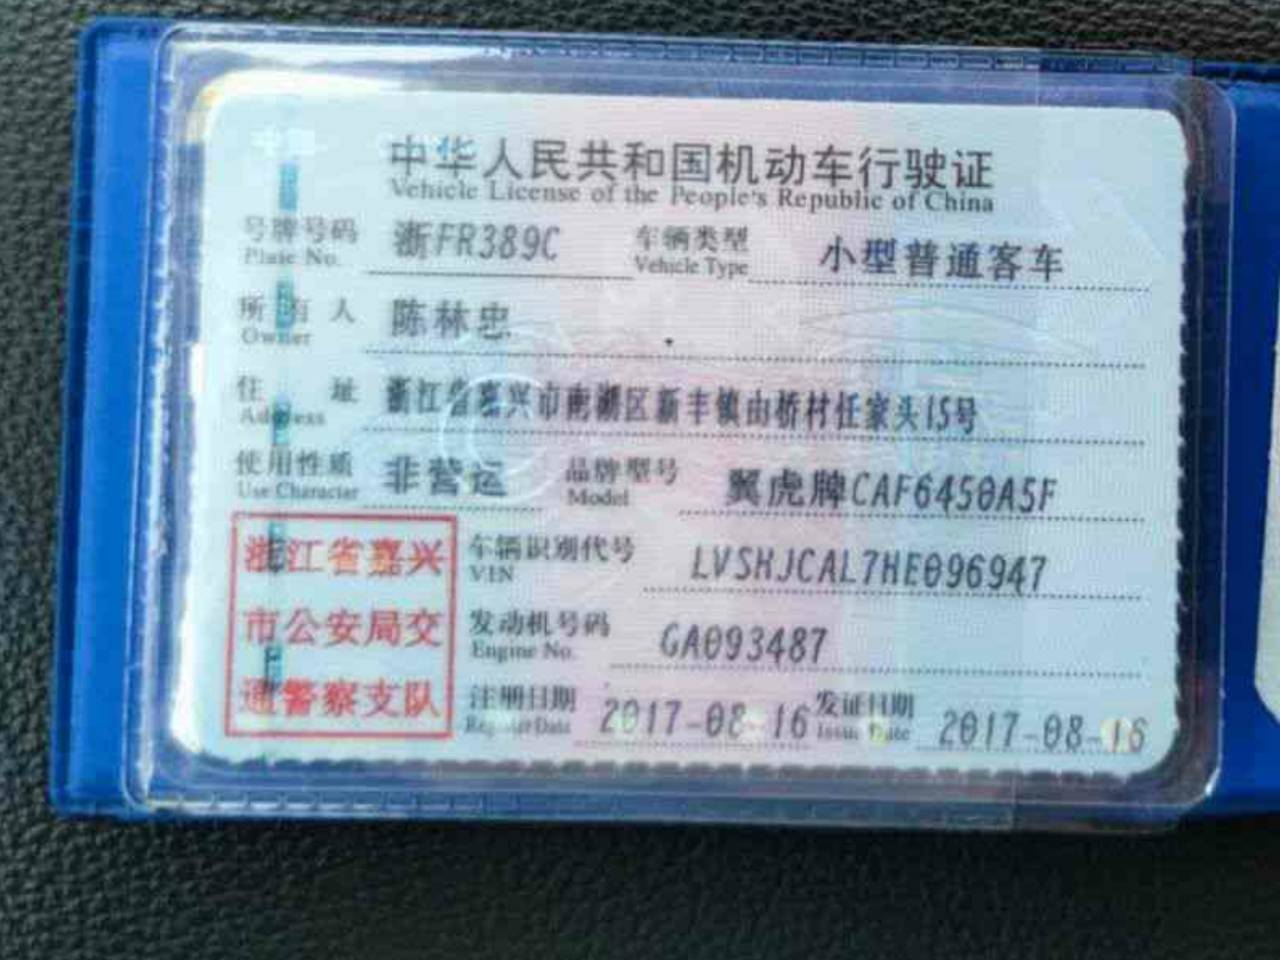 中华人民共和国机动车行驶证
Vehicle License of the People's Republic of China
号牌号码 浙FR389C 车辆类型 小型普通客车
Plate No. Vehicle Type
所有人 陈林忠
Owner
住址 浙江省嘉兴市南湖区新丰镇由桥村任家头15号
Address
使用性质 非营运 品牌型号 翼虎牌CAF6450A5F
Use Character Model
浙江省嘉兴
市公安局交
通警察支队
车辆识别代号 LVSHJCAL7HE096947
VIN
发动机号码 GA093487
Engine No.
注册日期 2017-08-16 发证日期 2017-08-16
Register Date Issue Date